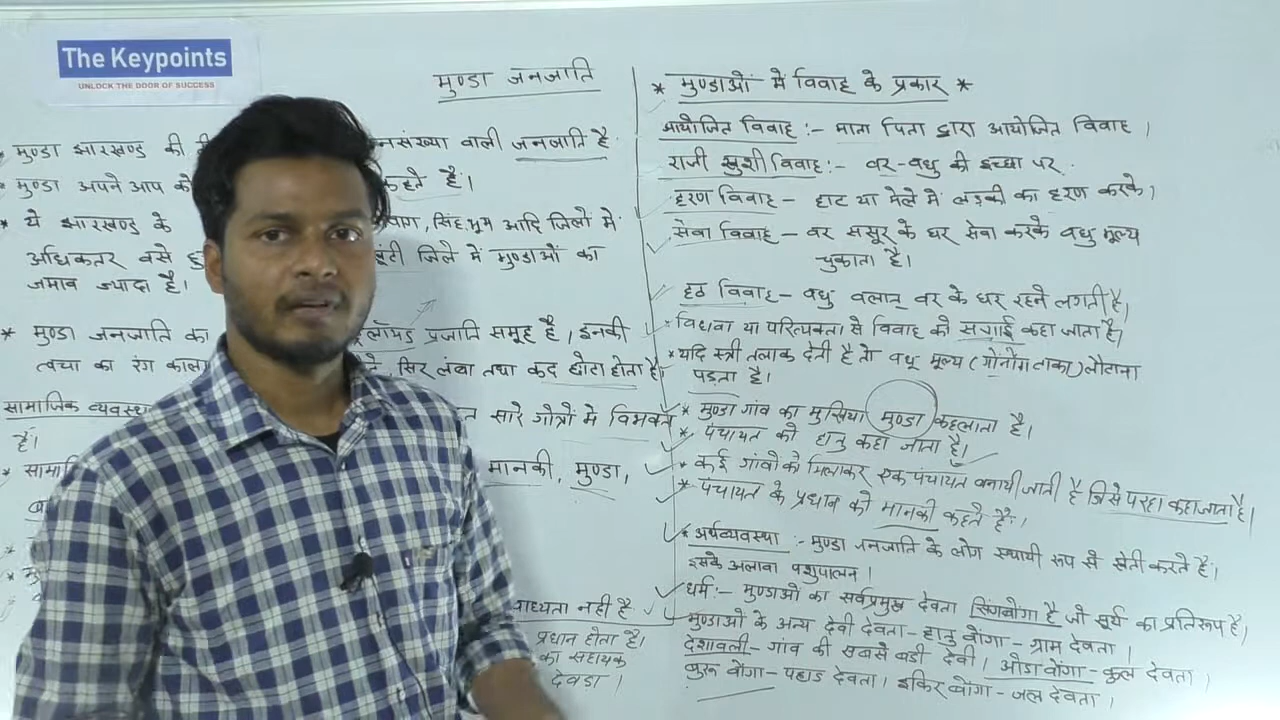 The Keypoints
UNLOCK THE DOOR OF SUCCESS
मुण्डा जनजाति
मुण्डा झारखण्ड की नसंख्या वाली जनजाति है
मुण्डा अपने आप को कहते हैं।
* ये झारखण्ड के सिंहभूम आदि जिलो में
अधिकतर बसे जिले में मुण्डाओं का
जमाव ज्यादा है।
* मुण्डा जनजाति का प्रजाति समूह है, इनकी
त्वचा का रंग काला सिर लंबा तथा कद छोटा होता है
सामाजिक व्यवस्था सारे गोत्रों में विभक्त
हैं।
* मानकी, मुण्डा,
वाध्यता नही है
प्रधान होता है।
का सहायक
देवडा।
* मुण्डाओं में विवाह के प्रकार *
आयोजित विवाह :- माता पिता द्वारा आयोजित विवाह।
राजी खुशी विवाह :- वर-वधु की इच्छा पर
हरण विवाह - हाट या मेले में लड़की का हरण करके।
सेवा विवाह - वर ससूर के घर सेवा करके वधु मूल्य
चुकाता है।
हठ विवाह - वधु वलात् वर के घर रहने लगती है,
* विधवा या परित्यक्ता से विवाह को सगाई कहा जाता है,
* यदि स्त्री तलाक देती है तो वधू मूल्य (गोनोंग टाका) लौटाना
पड़ता है।
* मुण्डा गांव का मुखिया मुण्डा कहलाता है।
* पंचायत को हातु कहा जाता है।
* कई गांवो को मिलाकर एक पंचायत बनायी जाती है जिसे परहा कहा जाता है।
* पंचायत के प्रधान को मानकी कहते हैं।
* अर्थव्यवस्था :- मुण्डा जनजाति के लोग स्थायी रूप से खेती करते हैं।
इसके अलावा पशुपालन।
धर्म :- मुण्डाओं का सर्वप्रमुख देवता सिंगबोंगा है जो सूर्य का प्रतिरूप है,
मुण्डाओं के अन्य देवी देवता - हातु बोंगा - ग्राम देवता।
देशावली - गांव की सबसे बडी देवी। ओडा बोंगा - कुल देवता।
बुरू बोंगा - पहाड देवता। इकिर बोंगा - जल देवता।